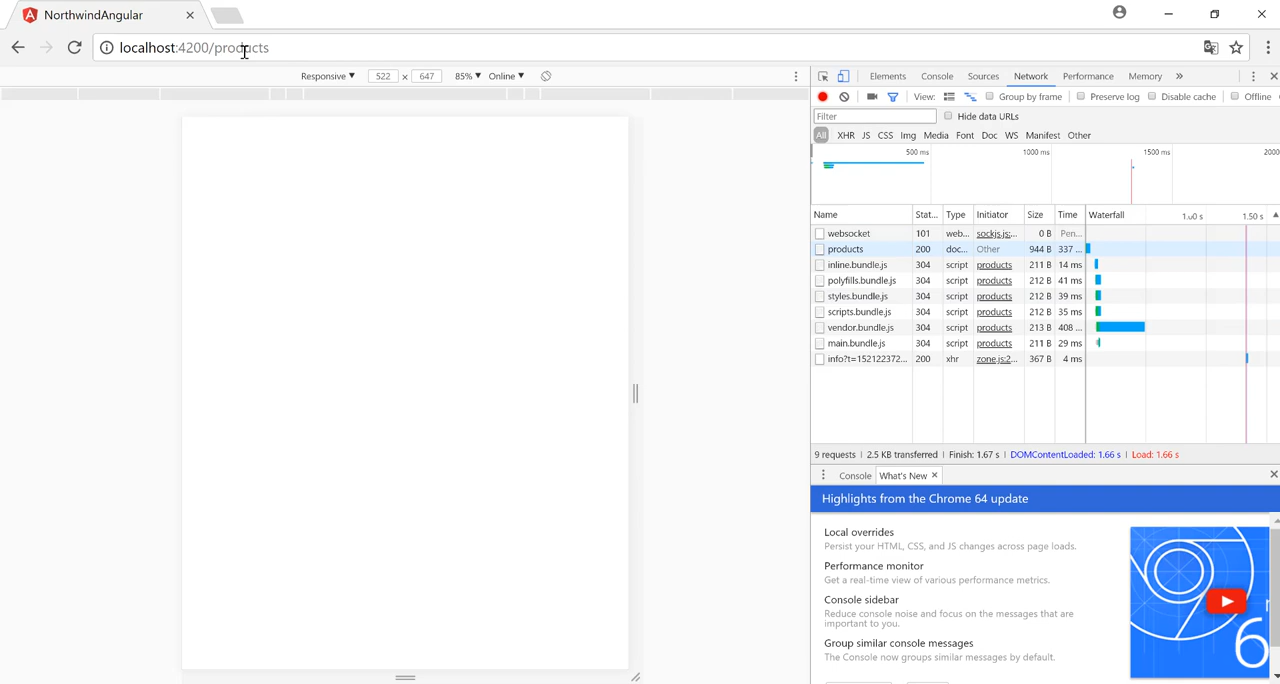 NorthwindAngular
localhost:4200/products
Responsive 522 x 647 85% Online
Elements Console Sources Network Performance Memory »
View: Group by frame Preserve log Disable cache Offline
Filter Hide data URLs
All XHR JS CSS Img Media Font Doc WS Manifest Other
500 ms 1000 ms 1500 ms 2000
Name Stat... Type Initiator Size Time Waterfall 1.00 s 1.50 s
websocket 101 web... sockjs.js:... 0 B Pen...
products 200 doc... Other 944 B 337 ...
inline.bundle.js 304 script products 211 B 14 ms
polyfills.bundle.js 304 script products 212 B 41 ms
styles.bundle.js 304 script products 212 B 39 ms
scripts.bundle.js 304 script products 212 B 35 ms
vendor.bundle.js 304 script products 213 B 408 ...
main.bundle.js 304 script products 211 B 29 ms
info?t=152122372... 200 xhr zone.js:2... 367 B 4 ms
9 requests | 2.5 KB transferred | Finish: 1.67 s | DOMContentLoaded: 1.66 s | Load: 1.66 s
Console What's New
Highlights from the Chrome 64 update
Local overrides
Persist your HTML, CSS, and JS changes across page loads.
Performance monitor
Get a real-time view of various performance metrics.
Console sidebar
Reduce console noise and focus on the messages that are
important to you.
Group similar console messages
The Console now groups similar messages by default.
6